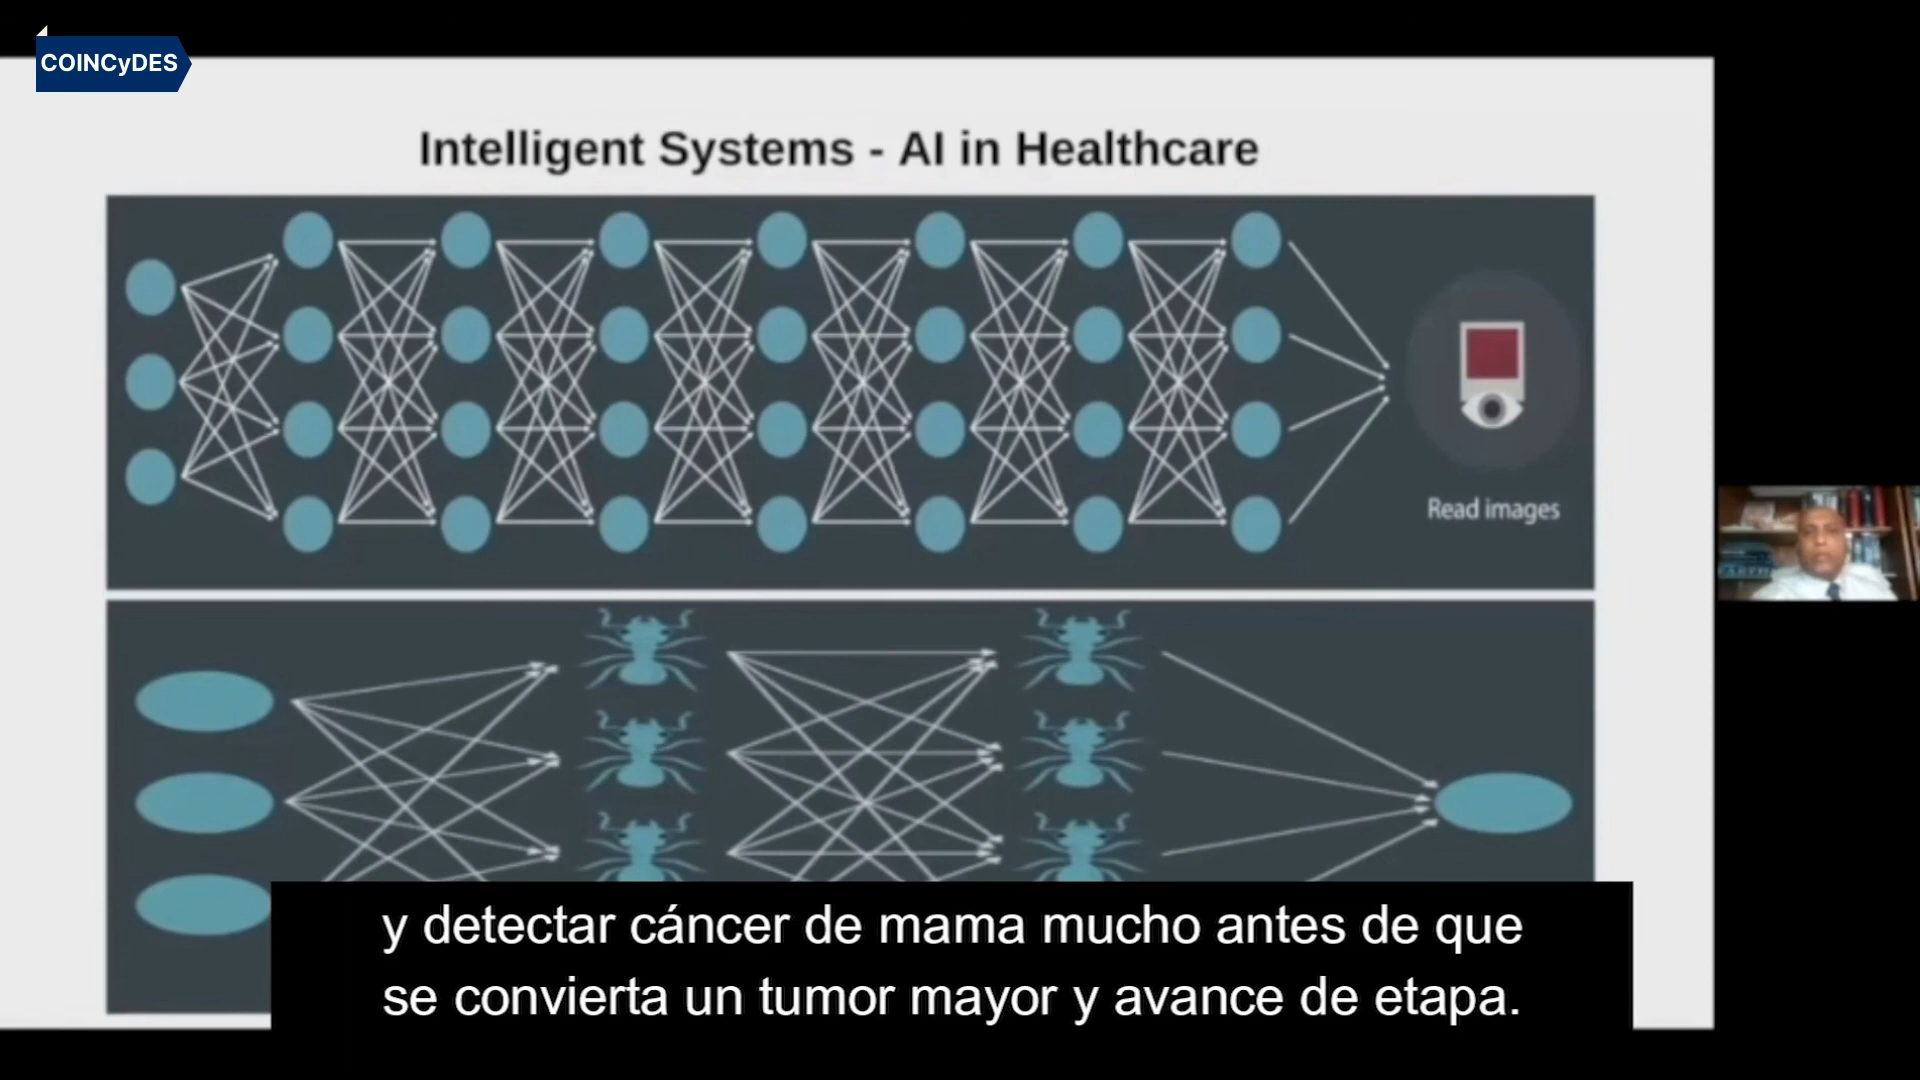 COINCyDES
Intelligent Systems - AI in Healthcare
Read images
y detectar cáncer de mama mucho antes de que
se convierta un tumor mayor y avance de etapa.